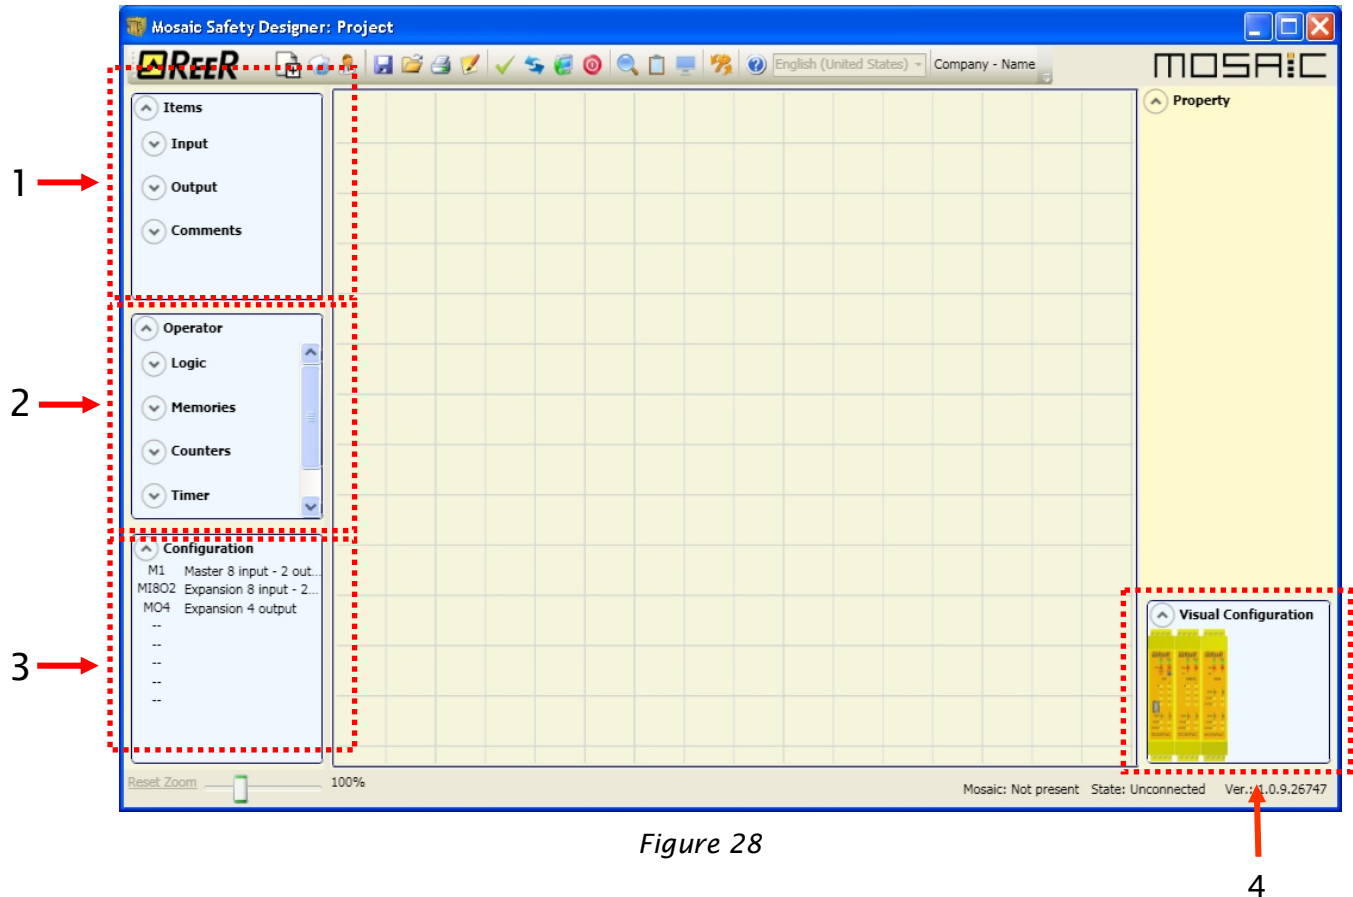 Mosaic Safety Designer: Project
REER
English (United States)
Company - Name
MOSAIC
Items
Input
Output
Comments
1
Operator
Logic
Memories
Counters
Timer
2
Configuration
M1 Master 8 input - 2 out...
MI8O2 Expansion 8 input - 2...
MO4 Expansion 4 output
--
--
--
--
--
3
Property
Visual Configuration
Reset Zoom
100%
Mosaic: Not present State: Unconnected Ver.: 1.0.9.26747
Figure 28
4